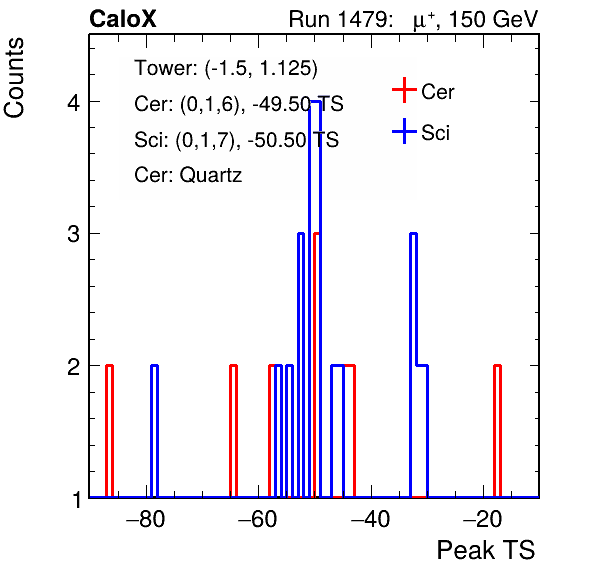 CaloX Run 1479: μ⁺, 150 GeV
Counts
Tower: (-1.5, 1.125)
Cer: (0,1,6), -49.50 TS
Sci: (0,1,7), -50.50 TS
Cer: Quartz
Cer
Sci
4
3
2
1
−80 −60 −40 −20
Peak TS